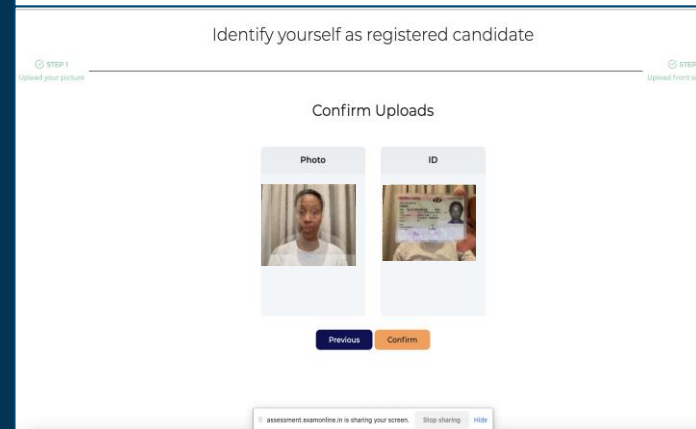 Identify yourself as registered candidate
STEP 1
STEP
Upload your picture
Upload front si
Confirm Uploads
Photo
ID
Previous
Confirm
assessment.examonline.in is sharing your screen.
Stop sharing
Hide